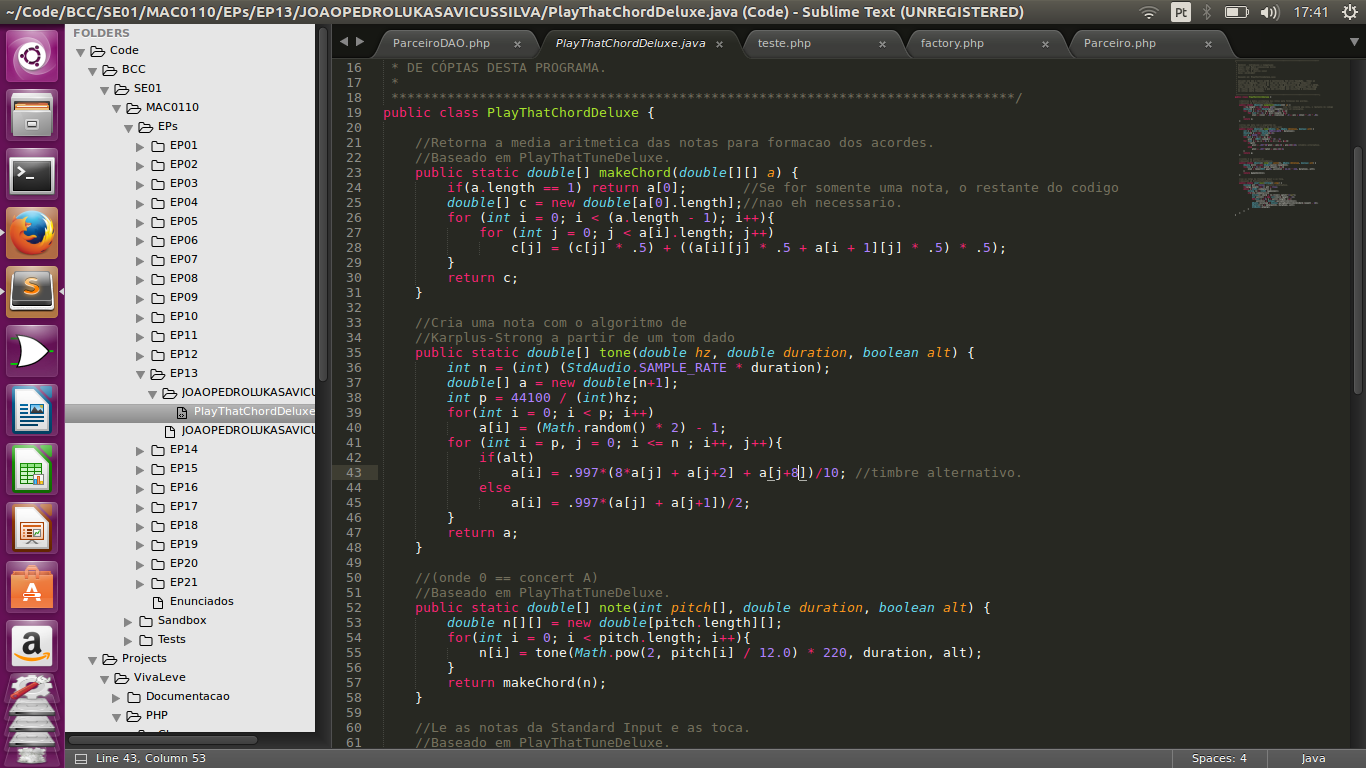 ~/Code/BCC/SE01/MAC0110/EPs/EP13/JOAOPEDROLUKASAVICUSSILVA/PlayThatChordDeluxe.java (Code) - Sublime Text (UNREGISTERED)
Pt
17:41
FOLDERS
Code
BCC
SE01
MAC0110
EPs
EP01
EP02
EP03
EP04
EP05
EP06
EP07
EP08
EP09
EP10
EP11
EP12
EP13
JOAOPEDROLUKASAVICU
PlayThatChordDeluxe
JOAOPEDROLUKASAVICU
EP14
EP15
EP16
EP17
EP18
EP19
EP20
EP21
Enunciados
Sandbox
Tests
Projects
VivaLeve
Documentacao
PHP
ParceiroDAO.php
PlayThatChordDeluxe.java
teste.php
factory.php
Parceiro.php
16 * DE CÓPIAS DESTA PROGRAMA.
17 *
18 ******************************************************************************/
19 public class PlayThatChordDeluxe {
20
21 //Retorna a media aritmetica das notas para formacao dos acordes.
22 //Baseado em PlayThatTuneDeluxe.
23 public static double[] makeChord(double[][] a) {
24 if(a.length == 1) return a[0]; //Se for somente uma nota, o restante do codigo
25 double[] c = new double[a[0].length];//nao eh necessario.
26 for (int i = 0; i < (a.length - 1); i++){
27 for (int j = 0; j < a[i].length; j++)
28 c[j] = (c[j] * .5) + ((a[i][j] * .5 + a[i + 1][j] * .5) * .5);
29 }
30 return c;
31 }
32
33 //Cria uma nota com o algoritmo de
34 //Karplus-Strong a partir de um tom dado
35 public static double[] tone(double hz, double duration, boolean alt) {
36 int n = (int) (StdAudio.SAMPLE_RATE * duration);
37 double[] a = new double[n+1];
38 int p = 44100 / (int)hz;
39 for(int i = 0; i < p; i++)
40 a[i] = (Math.random() * 2) - 1;
41 for (int i = p, j = 0; i <= n ; i++, j++){
42 if(alt)
43 a[i] = .997*(8*a[j] + a[j+2] + a[j+8])/10; //timbre alternativo.
44 else
45 a[i] = .997*(a[j] + a[j+1])/2;
46 }
47 return a;
48 }
49
50 //(onde 0 == concert A)
51 //Baseado em PlayThatTuneDeluxe.
52 public static double[] note(int pitch[], double duration, boolean alt) {
53 double n[][] = new double[pitch.length][];
54 for(int i = 0; i < pitch.length; i++){
55 n[i] = tone(Math.pow(2, pitch[i] / 12.0) * 220, duration, alt);
56 }
57 return makeChord(n);
58 }
59
60 //Le as notas da Standard Input e as toca.
61 //Baseado em PlayThatTuneDeluxe.
Line 43, Column 53
Spaces: 4
Java